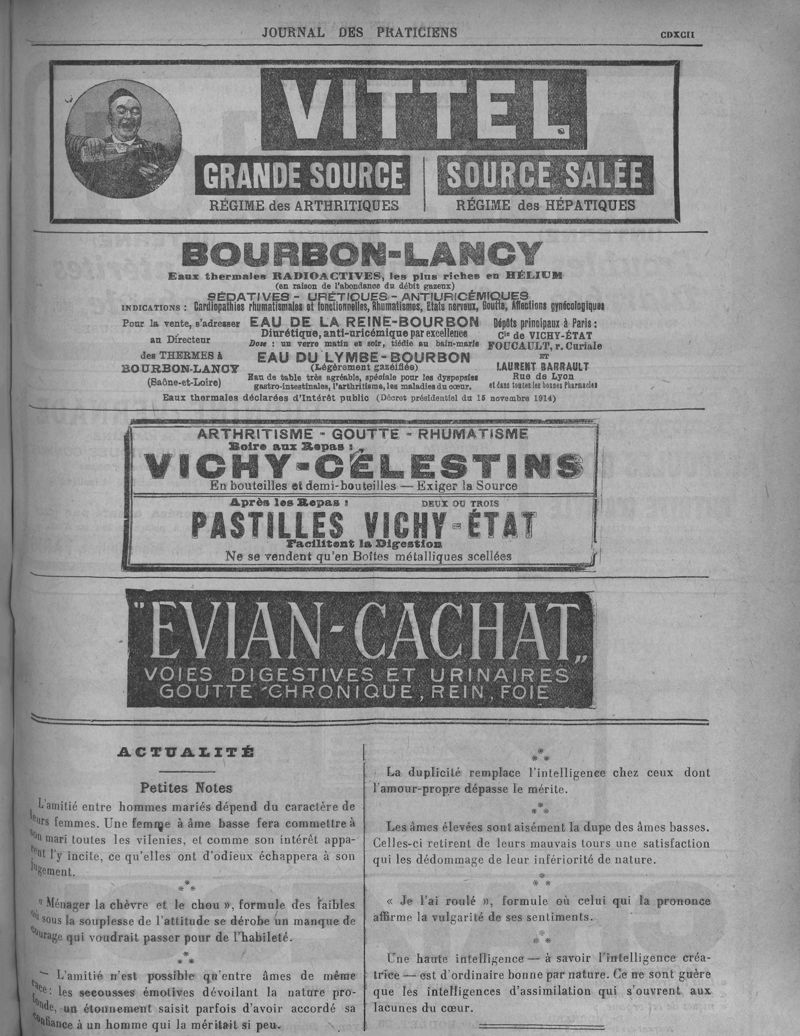 JOURNAL DES PRATICIENS
CDXCII
VITTEL
GRANDE SOURCE
RÉGIME des ARTHRITIQUES
SOURCE SALÉE
RÉGIME des HÉPATIQUES
BOURBON-LANCY
Eaux thermales RADIOACTIVES, les plus riches en HÉLIUM
(en raison de l'abondance du débit gazeux)
SÉDATIVES - URÉTIQUES - ANTIURICÉMIQUES
INDICATIONS : Cardiopathies rhumatismales et fonctionnelles, Rhumatismes, Etats nerveux, Goutte, Affections gynécologiques
Pour la vente, s'adresser
au Directeur
des THERMES à
BOURBON-LANCY
(Saône-et-Loire)
EAU DE LA REINE-BOURBON
Diurétique, anti-uricémique par excellence
Dose : un verre matin et soir, tiédie au bain-marie
EAU DU LYMBE-BOURBON
(Légèrement gazéifiée)
Eau de table très agréable, spéciale pour les dyspepsies
gastro-intestinales, l'arthritisme, les maladies du cœur.
Dépôts principaux à Paris :
Cie de VICHY-ÉTAT
FOUCAULT, r. Curiale
ET
LAURENT BARRAULT
Rue de Lyon
et dans toutes les bonnes Pharmacies
Eaux thermales déclarées d'Intérêt public (Décret présidentiel du 15 novembre 1914)
ARTHRITISME - GOUTTE - RHUMATISME
Boire aux Repas :
VICHY-CÉLESTINS
En bouteilles et demi-bouteilles — Exiger la Source
Après les Repas : DEUX OU TROIS
PASTILLES VICHY-ÉTAT
Facilitent la Digestion
Ne se vendent qu'en Boîtes métalliques scellées
"EVIAN-CACHAT"
VOIES DIGESTIVES ET URINAIRES
GOUTTE CHRONIQUE, REIN, FOIE
ACTUALITÉ
Petites Notes
L'amitié entre hommes mariés dépend du caractère de
leurs femmes. Une femme à âme basse fera commettre à
son mari toutes les vilenies, et comme son intérêt appa-
rent l'y incite, ce qu'elles ont d'odieux échappera à son
jugement.
* * *
« Ménager la chèvre et le chou », formule des faibles
où sous la souplesse de l'attitude se dérobe un manque de
courage qui voudrait passer pour de l'habileté.
* * *
— L'amitié n'est possible qu'entre âmes de même
race : les secousses émotives dévoilant la nature pro-
fonde, un étonnement saisit parfois d'avoir accordé sa
confiance à un homme qui la méritait si peu.
* * *
La duplicité remplace l'intelligence chez ceux dont
l'amour-propre dépasse le mérite.
* * *
Les âmes élevées sont aisément la dupe des âmes basses.
Celles-ci retirent de leurs mauvais tours une satisfaction
qui les dédommage de leur infériorité de nature.
* * *
« Je l'ai roulé », formule où celui qui la prononce
affirme la vulgarité de ses sentiments.
* * *
Une haute intelligence — à savoir l'intelligence créa-
trice — est d'ordinaire bonne par nature. Ce ne sont guère
que les intelligences d'assimilation qui s'ouvrent aux
lacunes du cœur.